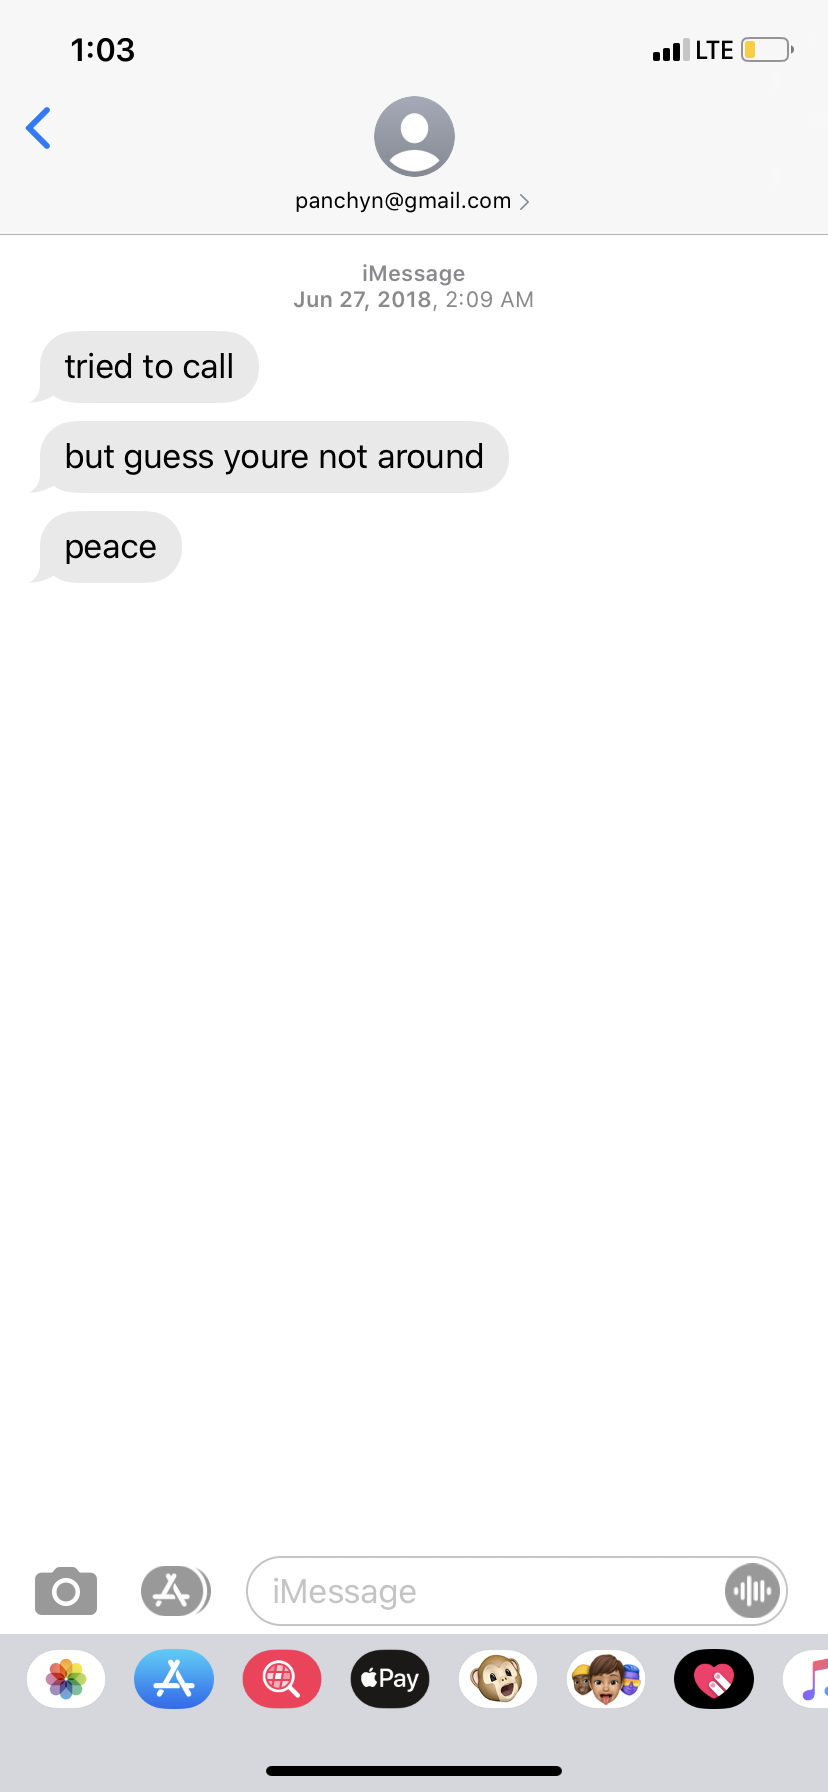 1:03
LTE
panchyn@gmail.com
iMessage
Jun 27, 2018, 2:09 AM
tried to call
but guess youre not around
peace
iMessage
Pay